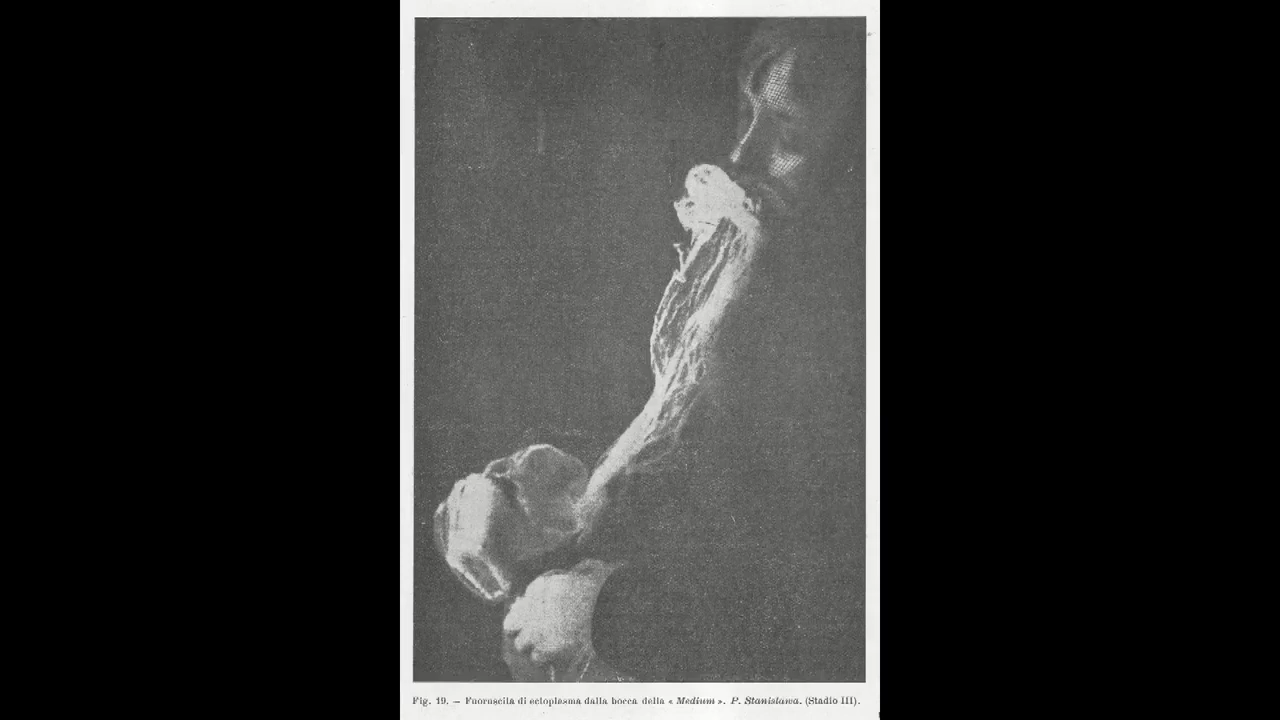 Fig. 19. — Fuoruscita di ectoplasma dalla bocca della « Medium ». P. Stanislawa. (Stadio III).